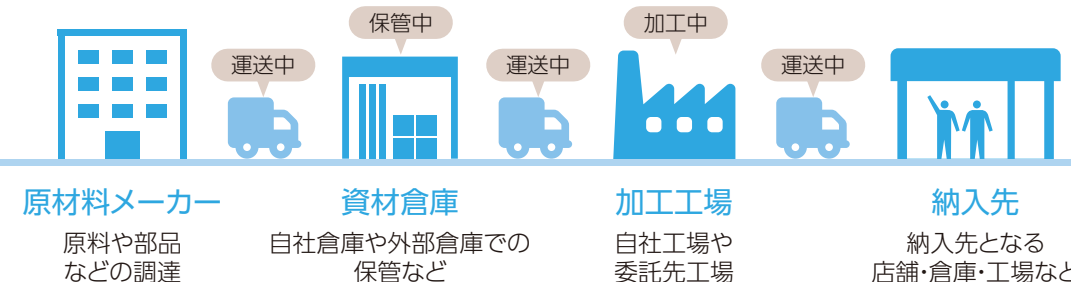 保管中
加工中
運送中
運送中
運送中
原材料メーカー
原料や部品
などの調達
資材倉庫
自社倉庫や外部倉庫での
保管など
加工工場
自社工場や
委託先工場
納入先
納入先となる
店舗・倉庫・工場など